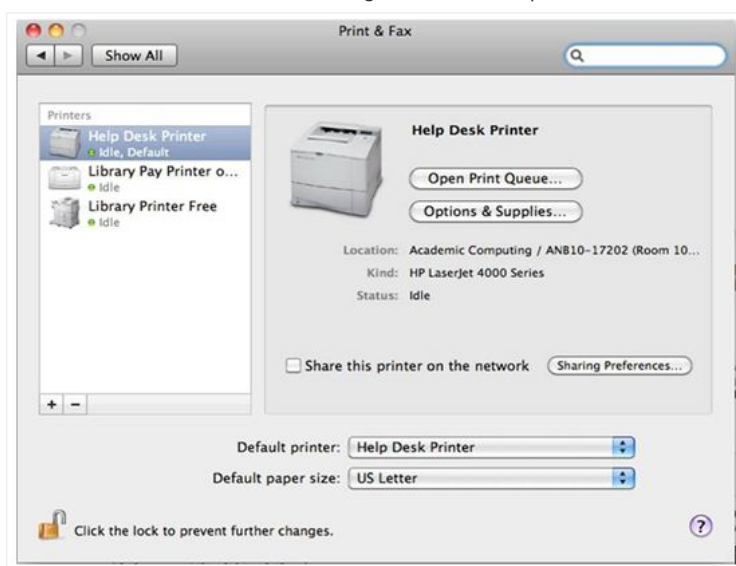 Print & Fax
Show All
Printers
Help Desk Printer
Idle, Default
Library Pay Printer o...
Idle
Library Printer Free
Idle
+ −
Help Desk Printer
Open Print Queue...
Options & Supplies...
Location: Academic Computing / ANB10-17202 (Room 10...
Kind: HP LaserJet 4000 Series
Status: Idle
Share this printer on the network Sharing Preferences...
Default printer: Help Desk Printer
Default paper size: US Letter
Click the lock to prevent further changes.
?